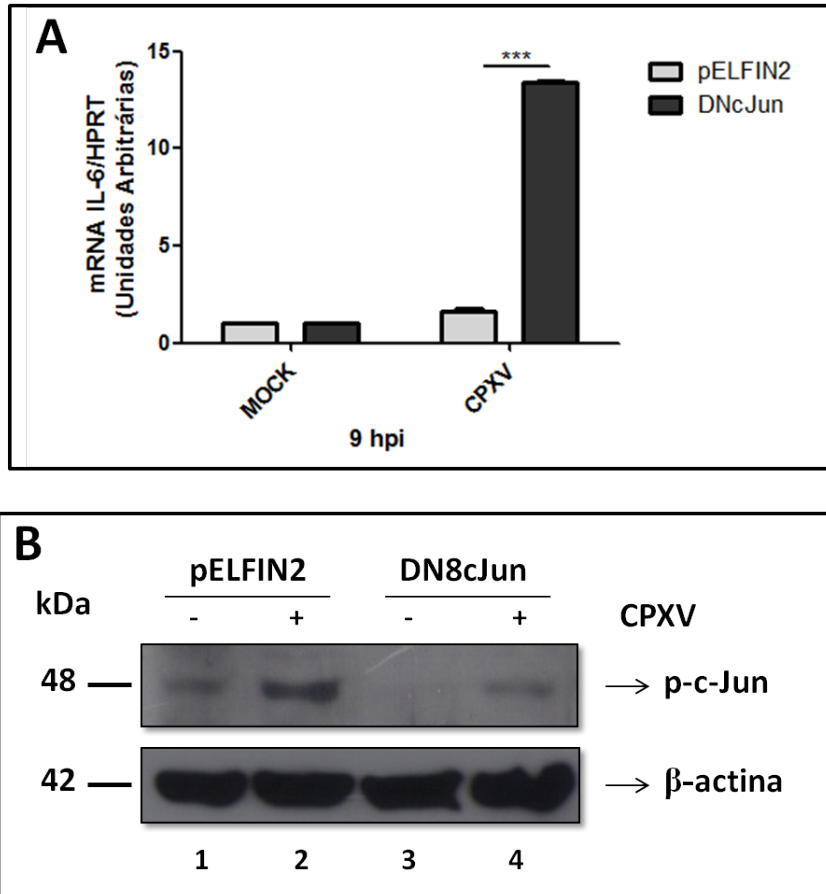 A
15
10
5
0
mRNA IL-6/HPRT
(Unidades Arbitrárias)
***
pELFIN2
DNcJun
MOCK
CPXV
9 hpi
B
pELFIN2
DN8cJun
kDa
- + - + CPXV
48 → p-c-Jun
42 → β-actina
1 2 3 4